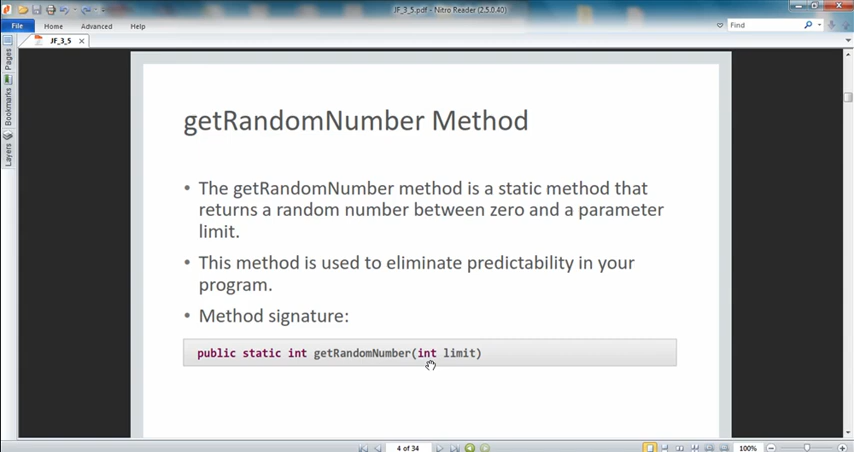 JF_3_5.pdf - Nitro Reader (2.5.0.40)
File Home Advanced Help Find
JF_3_5
Pages
Bookmarks
Layers
getRandomNumber Method
• The getRandomNumber method is a static method that
returns a random number between zero and a parameter
limit.
• This method is used to eliminate predictability in your
program.
• Method signature:
public static int getRandomNumber(int limit)
4 of 34
100%